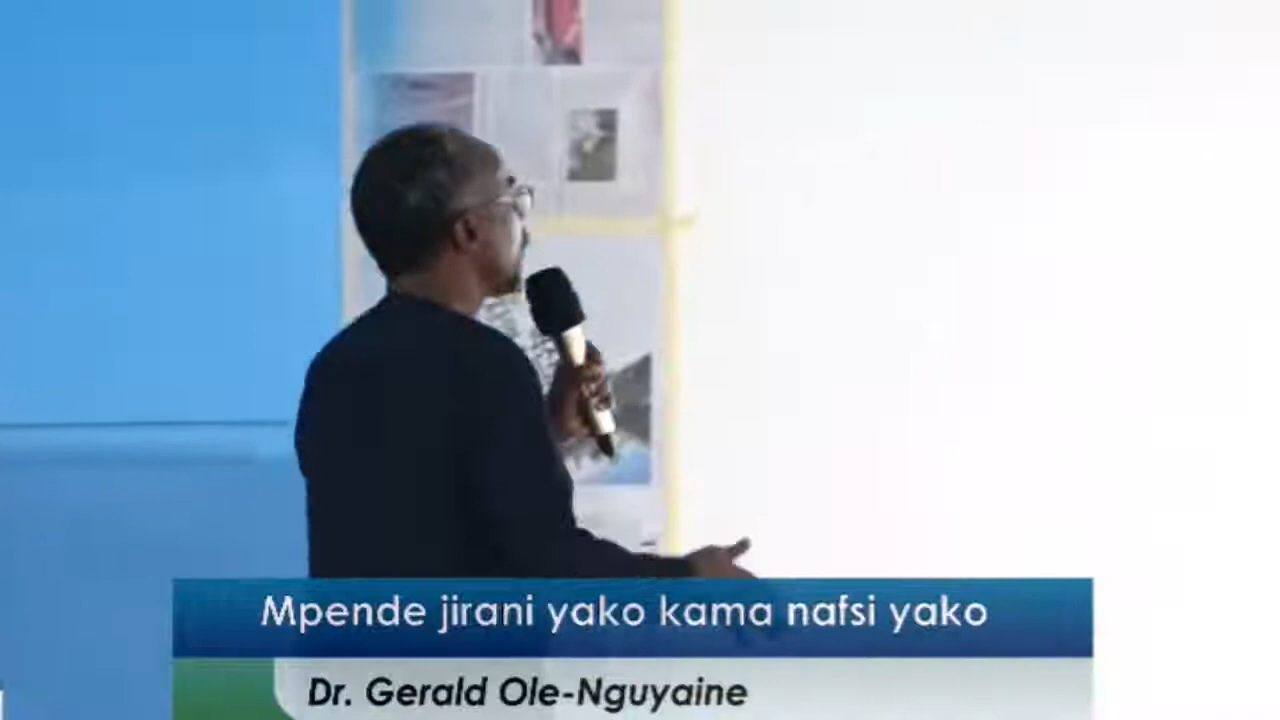 Mpende jirani yako kama nafsi yako
Dr. Gerald Ole-Nguyaine